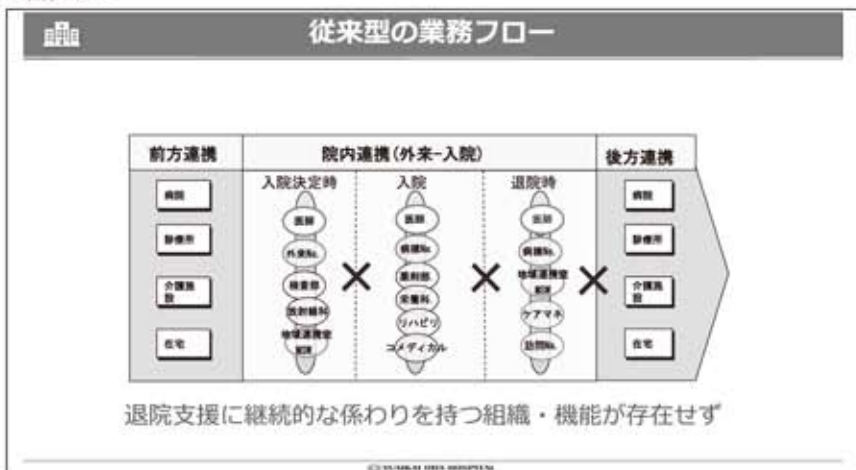 従来型の業務フロー
前方連携
院内連携(外来-入院)
後方連携
入院決定時
入院
退院時
病院
診療所
介護施設
在宅
医師
外来Ns.
検査部
放射線科
地域連携室
MSW
医師
病棟Ns.
薬剤部
栄養科
リハビリ
コメディカル
医師
病棟Ns.
地域連携室
MSW
ケアマネ
訪問Ns.
病院
診療所
介護施設
在宅
退院支援に継続的な係わりを持つ組織・機能が存在せず